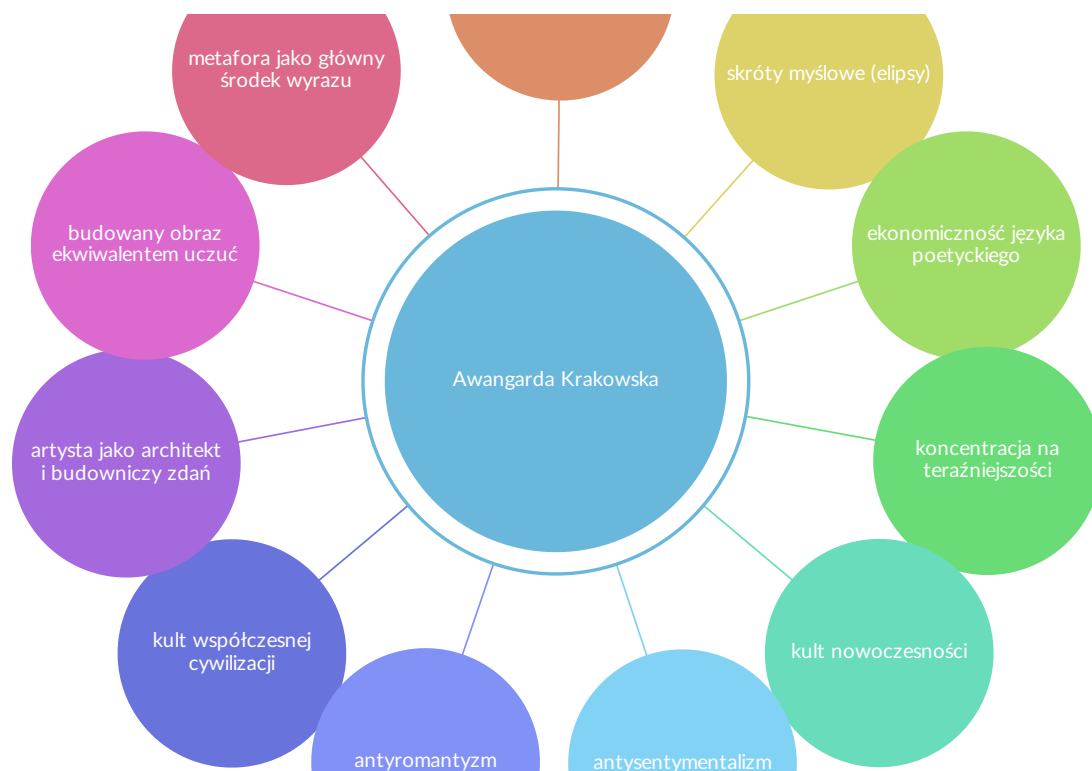 metafora jako główny
środek wyrazu
skróty myślowe (elipsy)
budowany obraz
ekwiwalentem uczuć
ekonomiczność języka
poetyckiego
Awangarda Krakowska
artysta jako architekt
i budowniczy zdań
koncentracja na
teraźniejszości
kult współczesnej
cywilizacji
kult nowoczesności
antyromantyzm
antysentymentalizm